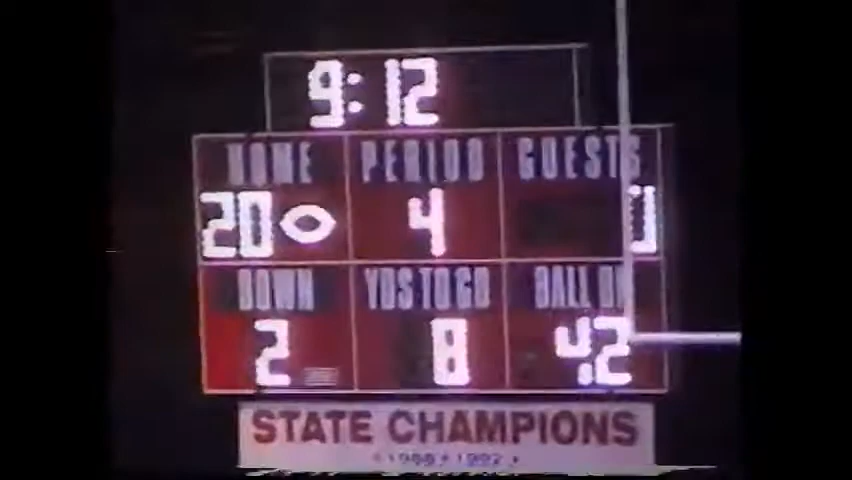 9:12
HOME PERIOD GUESTS
20 4 0
DOWN YDS TO GO BALL ON
2 8 42
STATE CHAMPIONS